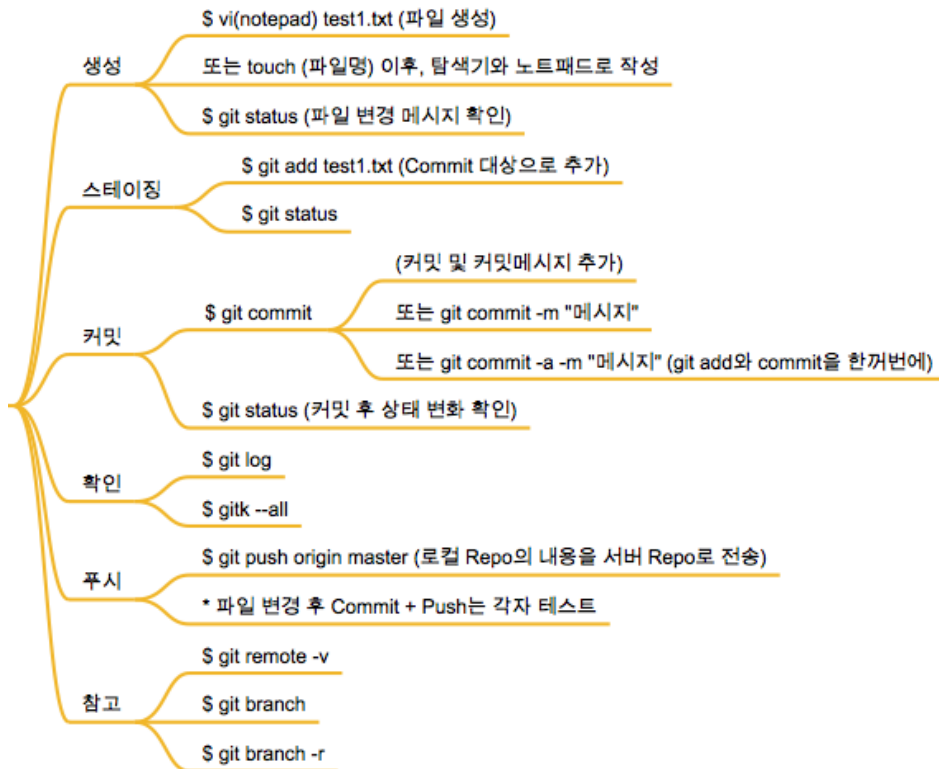 생성
$ vi(notepad) test1.txt (파일 생성)
또는 touch (파일명) 이후, 탐색기와 노트패드로 작성
$ git status (파일 변경 메시지 확인)
스테이징
$ git add test1.txt (Commit 대상으로 추가)
$ git status
커밋
$ git commit
(커밋 및 커밋메시지 추가)
또는 git commit -m "메시지"
또는 git commit -a -m "메시지" (git add와 commit을 한꺼번에)
$ git status (커밋 후 상태 변화 확인)
확인
$ git log
$ gitk --all
푸시
$ git push origin master (로컬 Repo의 내용을 서버 Repo로 전송)
* 파일 변경 후 Commit + Push는 각자 테스트
참고
$ git remote -v
$ git branch
$ git branch -r